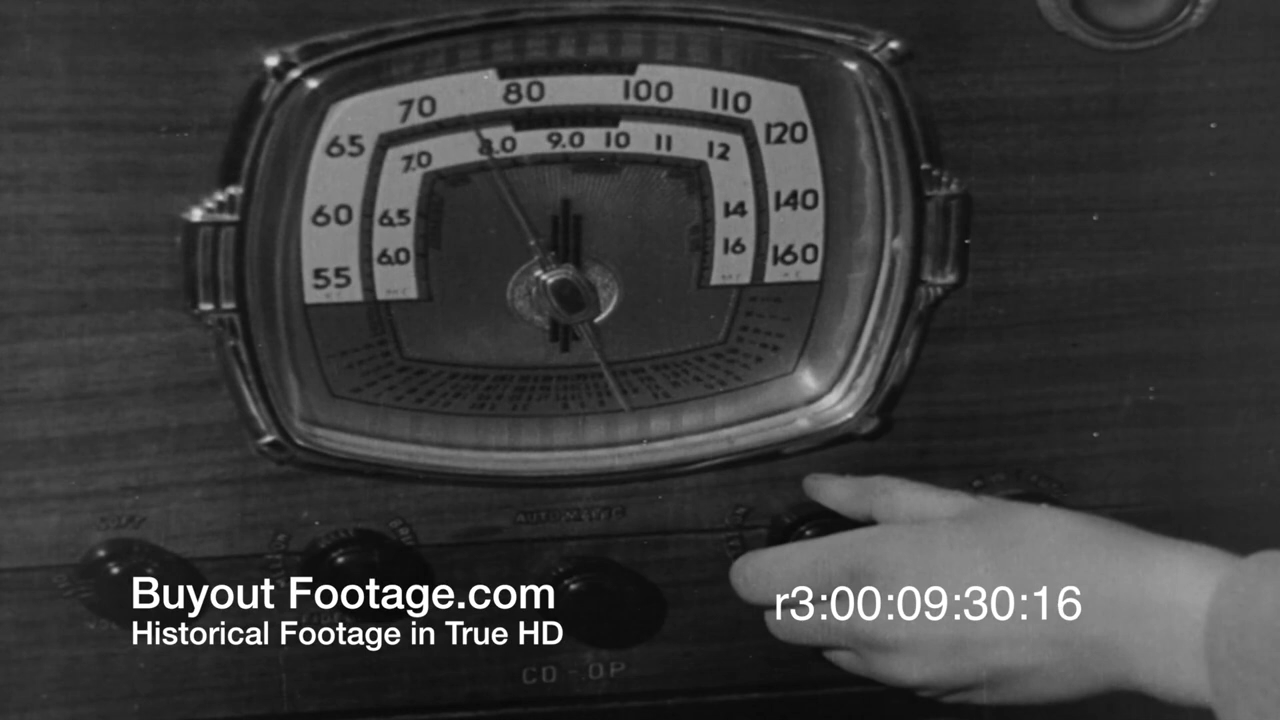 70 80 100 110
65 120
7.0 8.0 9.0 10 11 12
60 6.5 14 140
55 6.0 16 160
AUTOMATIC
Buyout Footage.com
Historical Footage in True HD
r3:00:09:30:16
CO-OP